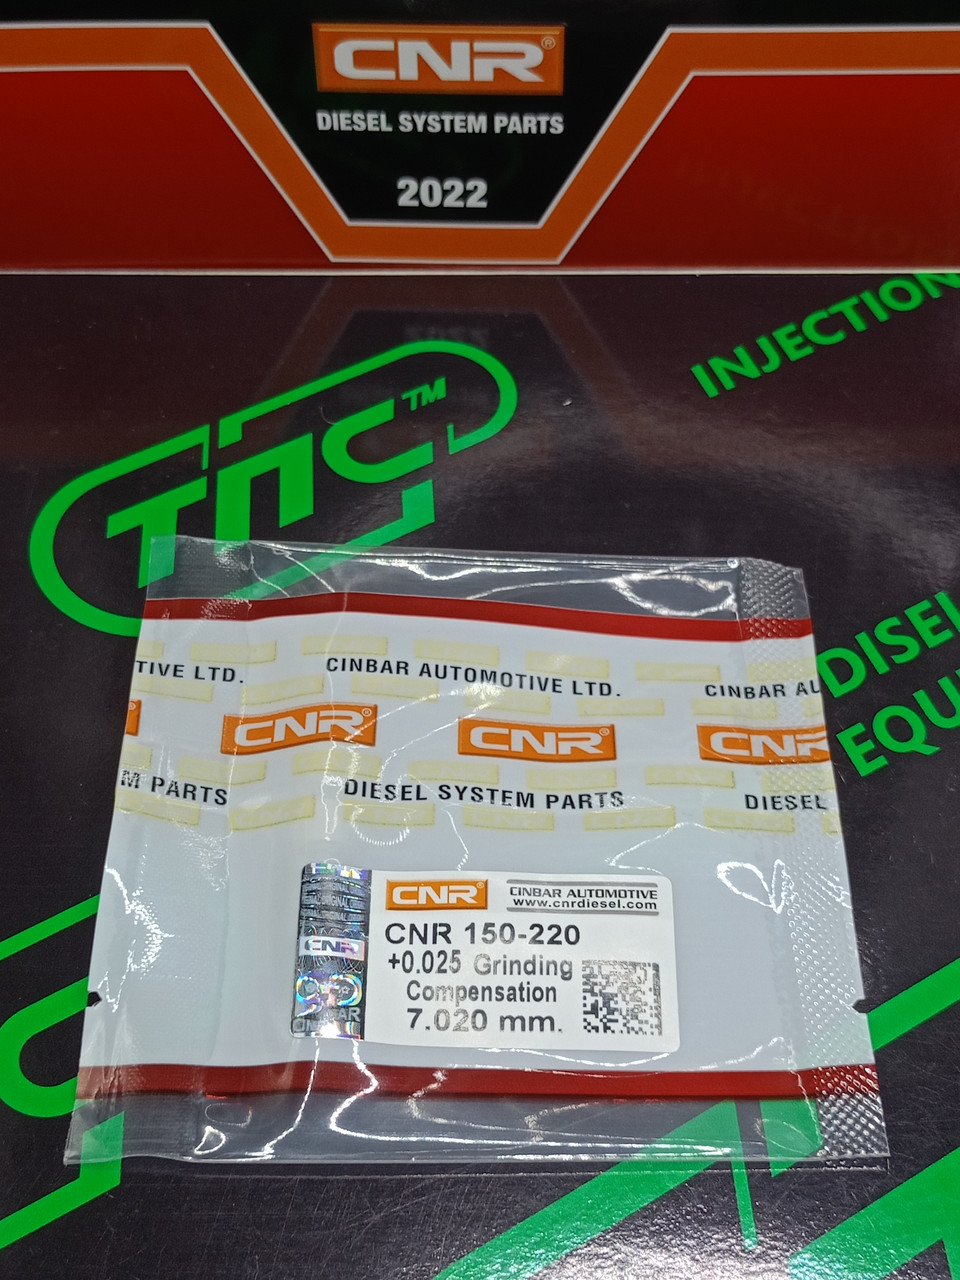 CNR®
DIESEL SYSTEM PARTS
2022
INJECTION
TNC™
DISEL
EQU
TIVE LTD.
CINBAR AUTOMOTIVE LTD.
CINBAR AU
CNR®
CNR®
CNR
M PARTS
DIESEL SYSTEM PARTS
DIESEL
CNR®
CINBAR AUTOMOTIVE
www.cnrdiesel.com
CNR
CNR 150-220
+0.025 Grinding
Compensation
7.020 mm.